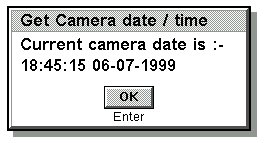 Get Camera date / time
Current camera date is :-
18:45:15 06-07-1999
OK
Enter